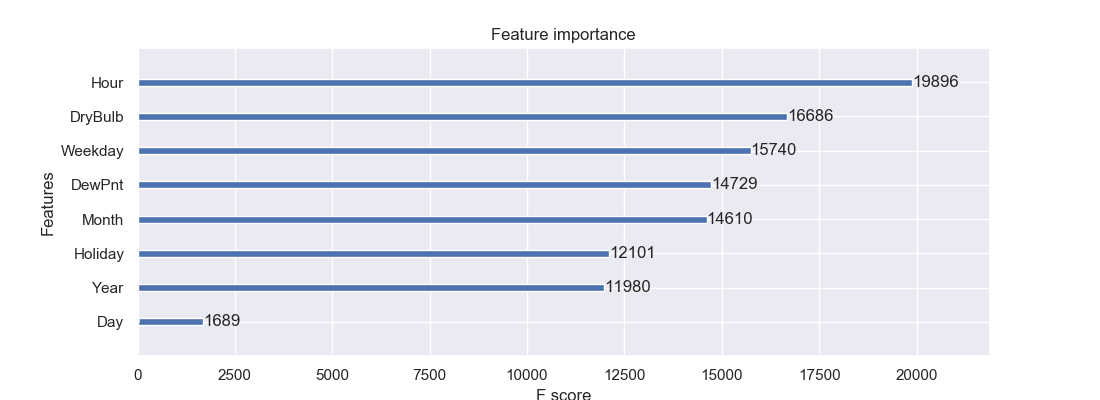 Feature importance
Features
Hour 19896
DryBulb 16686
Weekday 15740
DewPnt 14729
Month 14610
Holiday 12101
Year 11980
Day 1689
0 2500 5000 7500 10000 12500 15000 17500 20000
F score